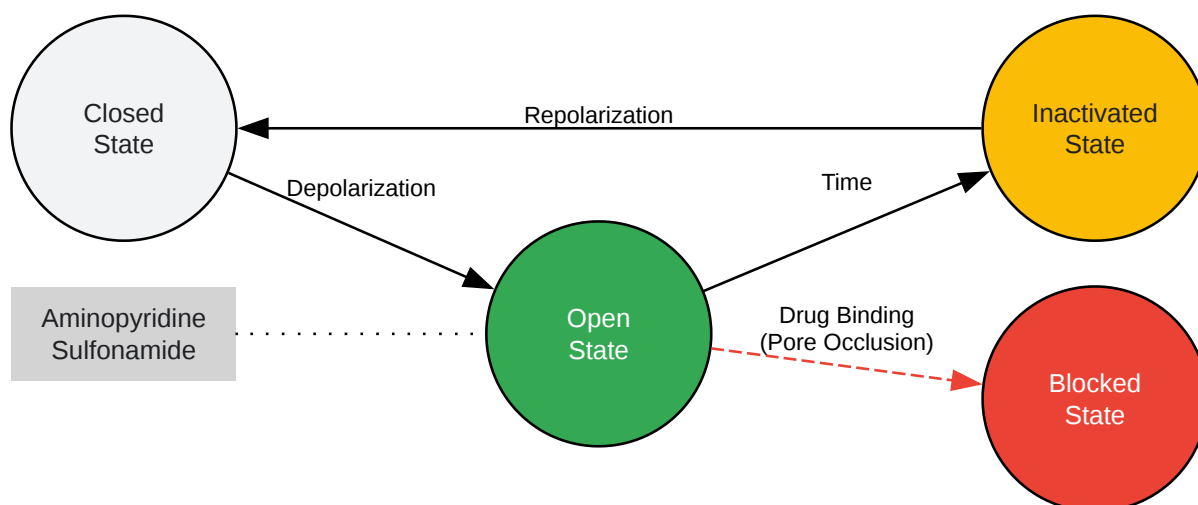 Closed
State
Repolarization
Inactivated
State
Depolarization
Time
Aminopyridine
Sulfonamide
Open
State
Drug Binding
(Pore Occlusion)
Blocked
State